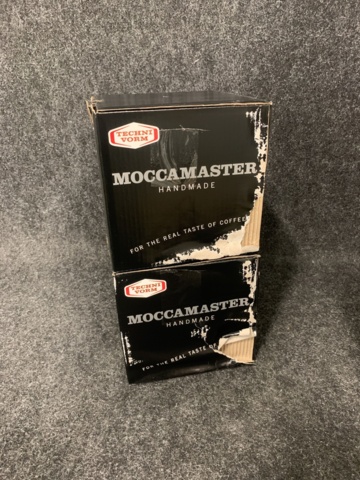 TECHNI
VORM
MOCCAMASTER
HANDMADE
FOR THE REAL TASTE OF COFFEE
TECHNI
VORM
MOCCAMASTER
HANDMADE
FOR THE REAL TASTE OF